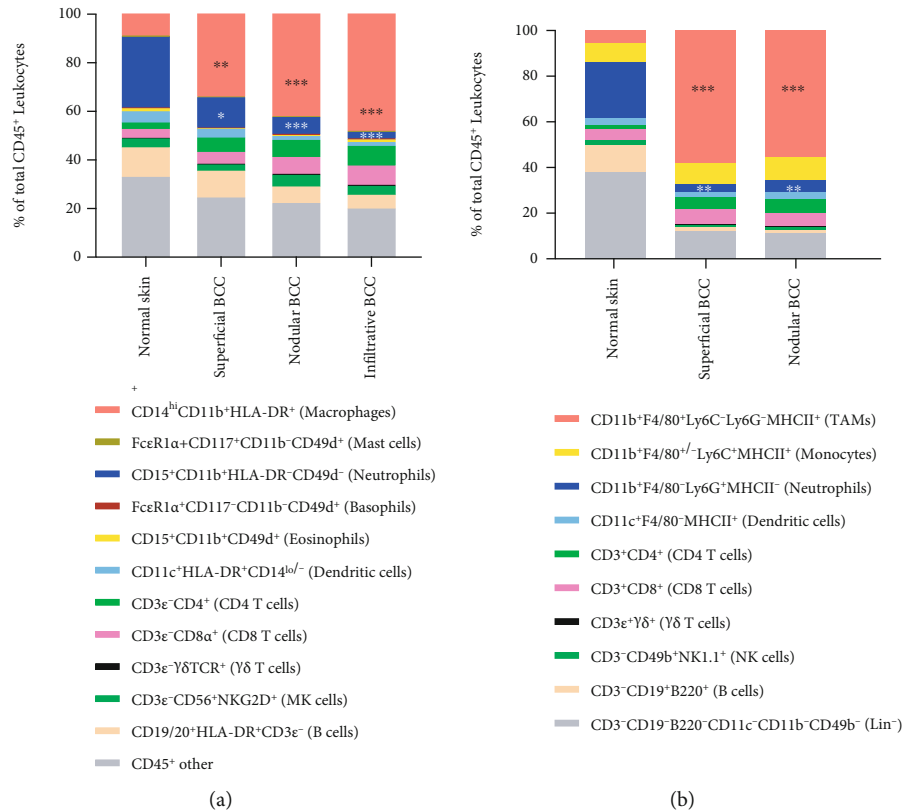 % of total CD45⁺ Leukocytes
100
80
60
40
20
0
**
*
***
***
***
***
Normal skin
Superficial BCC
Nodular BCC
Infiltrative BCC
+
CD14ʰⁱCD11b⁺HLA-DR⁺ (Macrophages)
FcεR1α+CD117⁺CD11b⁻CD49d⁺ (Mast cells)
CD15⁺CD11b⁺HLA-DR⁻CD49d⁻ (Neutrophils)
FcεR1α⁺CD117⁻CD11b⁻CD49d⁺ (Basophils)
CD15⁺CD11b⁺CD49d⁺ (Eosinophils)
CD11c⁺HLA-DR⁺CD14ˡᵒ/⁻ (Dendritic cells)
CD3ε⁻CD4⁺ (CD4 T cells)
CD3ε⁻CD8α⁺ (CD8 T cells)
CD3ε⁻γδTCR⁺ (γδ T cells)
CD3ε⁻CD56⁺NKG2D⁺ (MK cells)
CD19/20⁺HLA-DR⁺CD3ε⁻ (B cells)
CD45⁺ other
(a)
% of total CD45⁺ Leukocytes
100
80
60
40
20
0
***
***
**
**
Normal skin
Superficial BCC
Nodular BCC
CD11b⁺F4/80⁺Ly6C⁻Ly6G⁻MHCII⁺ (TAMs)
CD11b⁺F4/80⁺/⁻Ly6C⁺MHCII⁺ (Monocytes)
CD11b⁺F4/80⁻Ly6G⁺MHCII⁻ (Neutrophils)
CD11c⁺F4/80⁻MHCII⁺ (Dendritic cells)
CD3⁺CD4⁺ (CD4 T cells)
CD3⁺CD8⁺ (CD8 T cells)
CD3ε⁺γδ⁺ (γδ T cells)
CD3⁻CD49b⁺NK1.1⁺ (NK cells)
CD3⁻CD19⁺B220⁺ (B cells)
CD3⁻CD19⁻B220⁻CD11c⁻CD11b⁻CD49b⁻ (Lin⁻)
(b)